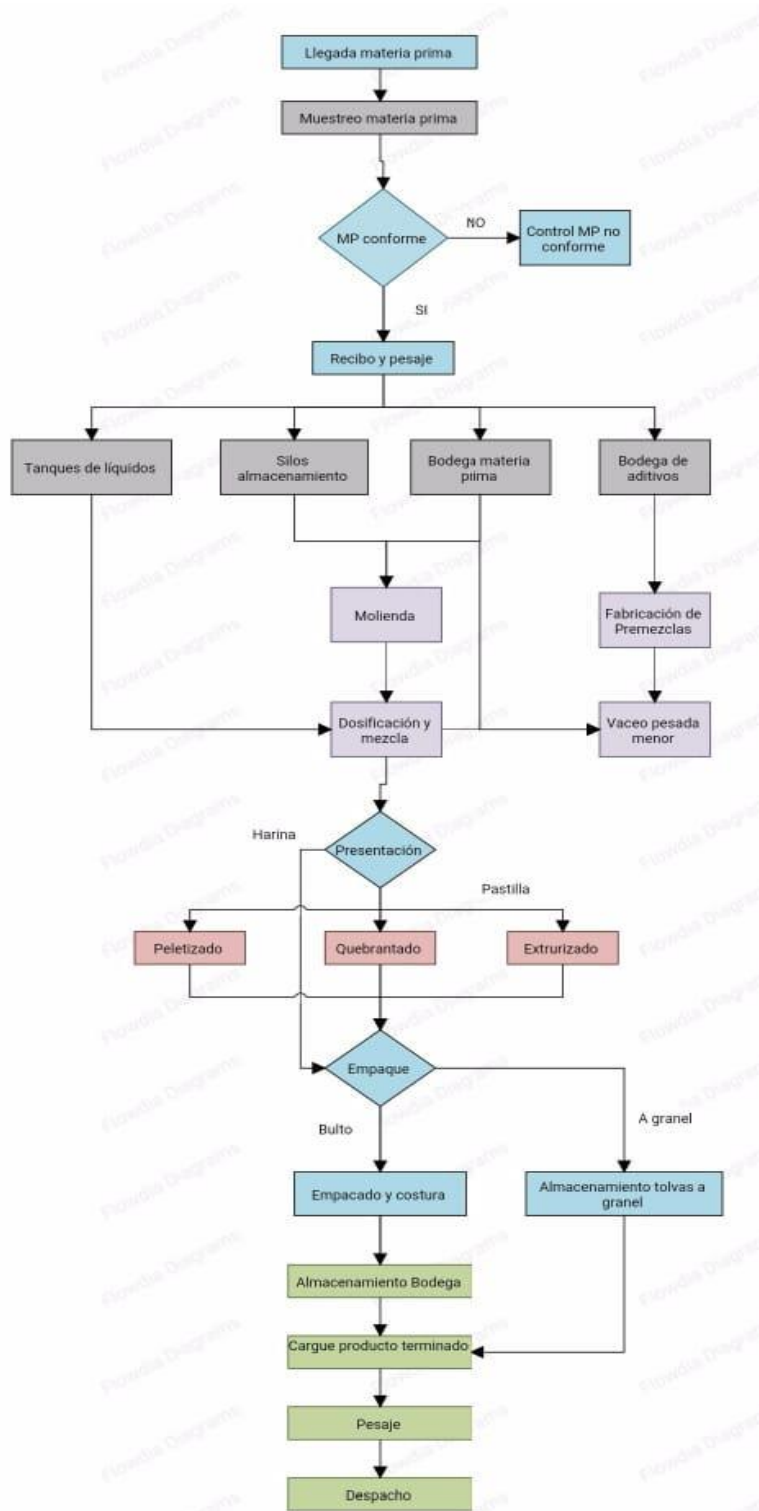 Llegada materia prima
Muestreo materia prima
MP conforme
NO
Control MP no
conforme
SI
Recibo y pesaje
Tanques de líquidos
Silos
almacenamiento
Bodega materia
piima
Bodega de
aditivos
Molienda
Fabricación de
Premezclas
Dosificación y
mezcla
Vaceo pesada
menor
Harina
Presentación
Pastilla
Peletizado
Quebrantado
Extrurizado
Empaque
Bulto
A granel
Empacado y costura
Almacenamiento tolvas a
granel
Almacenamiento Bodega
Cargue producto terminado
Pesaje
Despacho
Flowdia Diagrams